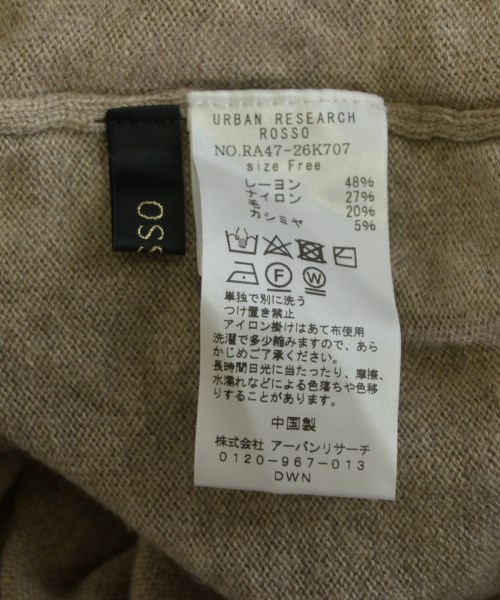 URBAN RESEARCH
ROSSO
NO.RA47-26K707
size Free
レーヨン 48%
ナイロン 27%
毛 20%
カシミヤ 5%
F W
単独で別に洗う
つけ置き禁止
アイロン掛けはあて布使用
洗濯で多少縮みますので、あら
かじめご了承ください。
長時間日光に当たったり、摩擦、
水濡れなどによる色落ちや色移
りすることがあります。
中国製
株式会社 アーバンリサーチ
0120-967-013
DWN
OSSO